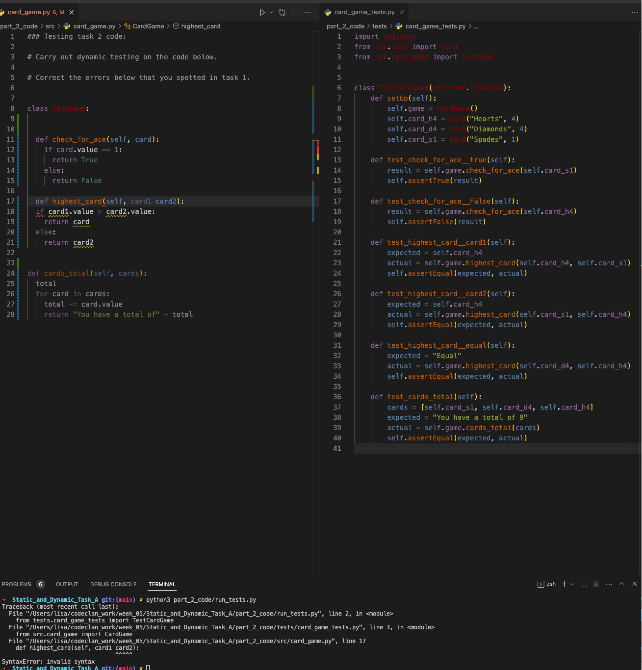 card_game.py 6, M
part_2_code > src > card_game.py > CardGame > highest_card
1 ### Testing task 2 code:
2
3 # Carry out dynamic testing on the code below.
4
5 # Correct the errors below that you spotted in task 1.
6
7
8 class CardGame:
9
10
11 def check_for_ace(self, card):
12 if card.value == 1:
13 return True
14 else:
15 return False
16
17 def highest_card(self, card1 card2):
18 if card1.value > card2.value:
19 return card
20 else:
21 return card2
22
23
24 def cards_total(self, cards):
25 total
26 for card in cards:
27 total += card.value
28 return "You have a total of" + total
card_game_tests.py
part_2_code > tests > card_game_tests.py > ...
1 import unittest
2 from src.card import Card
3 from src.card_game import CardGame
4
5
6 class TestCardGame(unittest.TestCase):
7 def setUp(self):
8 self.game = CardGame()
9 self.card_h4 = Card("Hearts", 4)
10 self.card_d4 = Card("Diamonds", 4)
11 self.card_s1 = Card("Spades", 1)
12
13 def test_check_for_ace__true(self):
14 result = self.game.check_for_ace(self.card_s1)
15 self.assertTrue(result)
16
17 def test_check_for_ace__False(self):
18 result = self.game.check_for_ace(self.card_h4)
19 self.assertFalse(result)
20
21 def test_highest_card__card1(self):
22 expected = self.card_h4
23 actual = self.game.highest_card(self.card_h4, self.card_s1)
24 self.assertEqual(expected, actual)
25
26 def test_highest_card__card2(self):
27 expected = self.card_h4
28 actual = self.game.highest_card(self.card_s1, self.card_h4)
29 self.assertEqual(expected, actual)
30
31 def test_highest_card__equal(self):
32 expected = "Equal"
33 actual = self.game.highest_card(self.card_d4, self.card_h4)
34 self.assertEqual(expected, actual)
35
36 def test_cards_total(self):
37 cards = [self.card_s1, self.card_d4, self.card_h4]
38 expected = "You have a total of 9"
39 actual = self.game.cards_total(cards)
40 self.assertEqual(expected, actual)
41
PROBLEMS 6 OUTPUT DEBUG CONSOLE TERMINAL zsh
→ Static_and_Dynamic_Task_A git:(main) ✗ python3 part_2_code/run_tests.py
Traceback (most recent call last):
File "/Users/lisa/codeclan_work/week_05/Static_and_Dynamic_Task_A/part_2_code/run_tests.py", line 2, in <module>
from tests.card_game_tests import TestCardGame
File "/Users/lisa/codeclan_work/week_05/Static_and_Dynamic_Task_A/part_2_code/tests/card_game_tests.py", line 3, in <module>
from src.card_game import CardGame
File "/Users/lisa/codeclan_work/week_05/Static_and_Dynamic_Task_A/part_2_code/src/card_game.py", line 17
def highest_card(self, card1 card2):
^^^^^
SyntaxError: invalid syntax
→ Static_and_Dynamic_Task_A git:(main) ✗